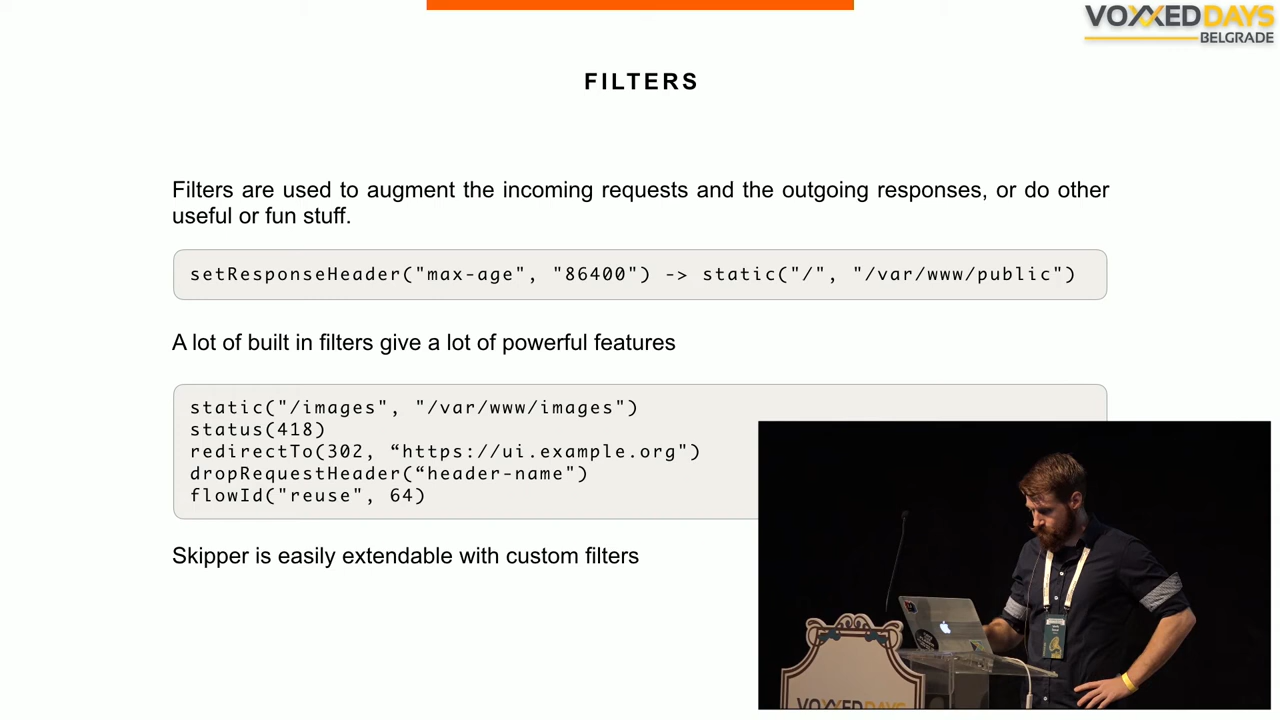 VOXXED DAYS
BELGRADE
FILTERS
Filters are used to augment the incoming requests and the outgoing responses, or do other
useful or fun stuff.
setResponseHeader("max-age", "86400") -> static("/", "/var/www/public")
A lot of built in filters give a lot of powerful features
static("/images", "/var/www/images")
status(418)
redirectTo(302, “https://ui.example.org")
dropRequestHeader(“header-name")
flowId("reuse", 64)
Skipper is easily extendable with custom filters
VOXXED DAYS